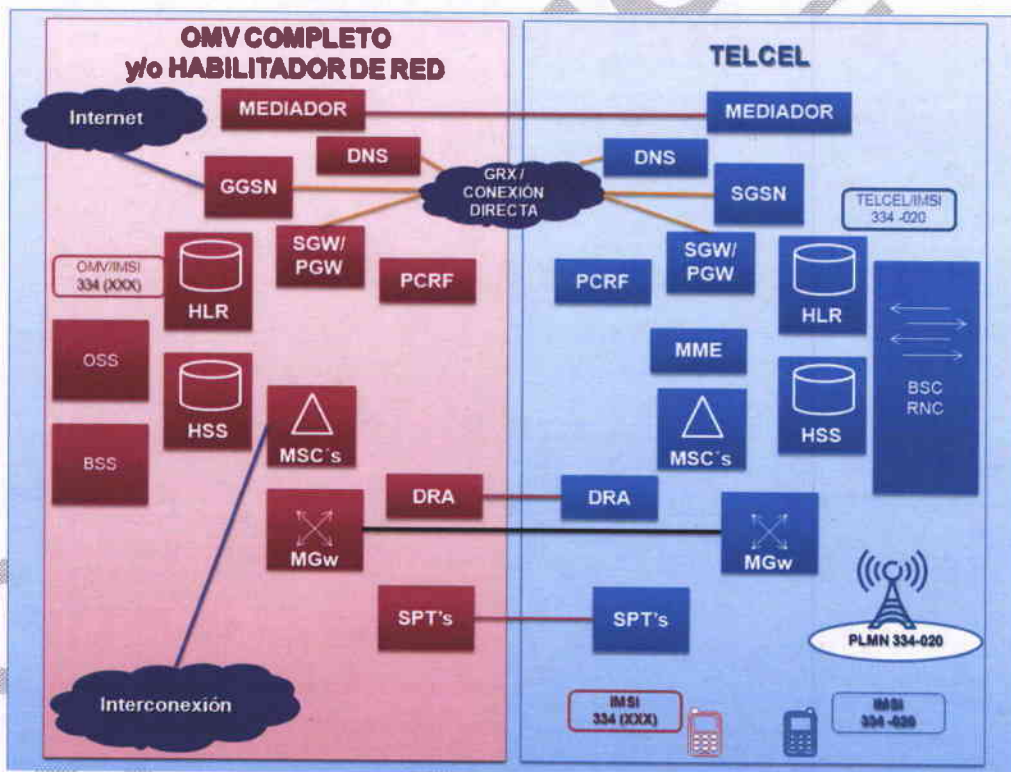 OMV COMPLETO
y/o HABILITADOR DE RED
TELCEL
Internet
MEDIADOR
MEDIADOR
DNS
DNS
GGSN
GRX /
CONEXIÓN
DIRECTA
SGSN
TELCEL/IMSI
334 -020
OMV/IMSI
334 (XXX)
HLR
SGW/
PGW
PCRF
PCRF
SGW/
PGW
HLR
OSS
HSS
MME
HSS
BSC
RNC
BSS
MSC´s
MSC´s
DRA
DRA
MGw
MGw
SPT's
SPT's
PLMN 334-020
Interconexión
IMSI
334 (XXX)
IMSI
334 -020